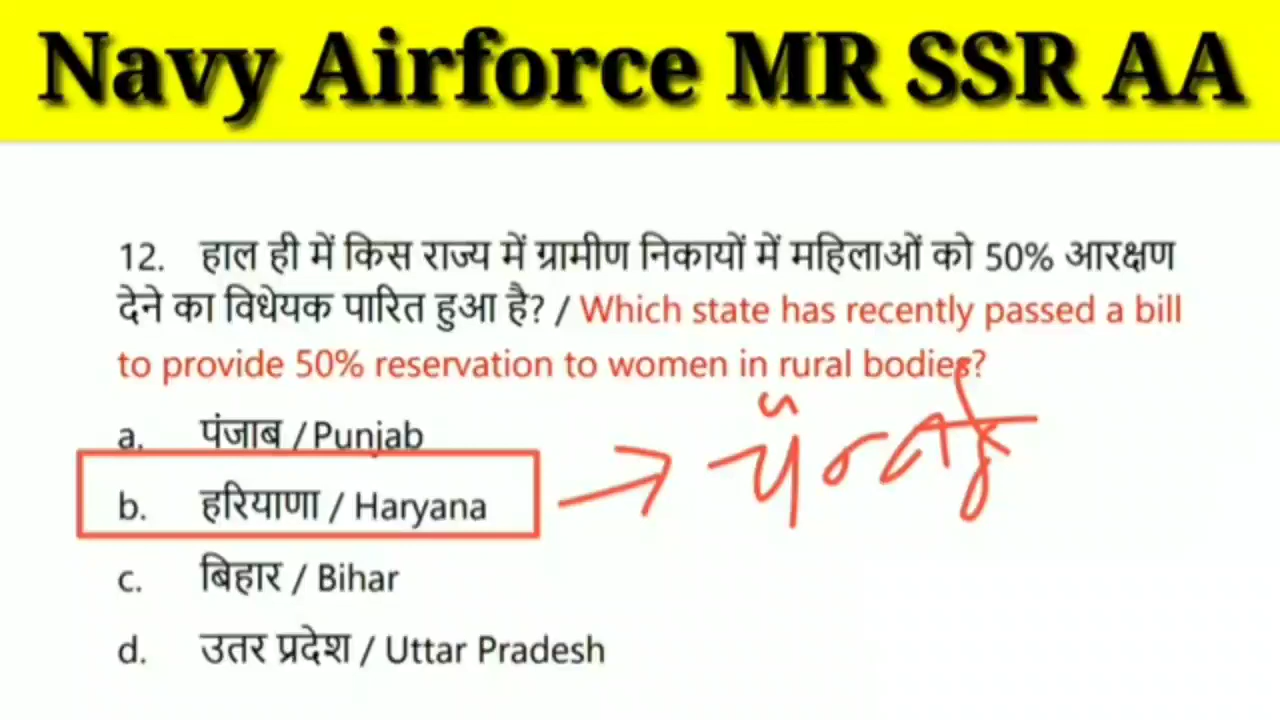 Navy Airforce MR SSR AA
12. हाल ही में किस राज्य में ग्रामीण निकायों में महिलाओं को 50% आरक्षण
देने का विधेयक पारित हुआ है? / Which state has recently passed a bill
to provide 50% reservation to women in rural bodies?
a. पंजाब / Punjab
b. हरियाणा / Haryana
c. बिहार / Bihar
d. उतर प्रदेश / Uttar Pradesh